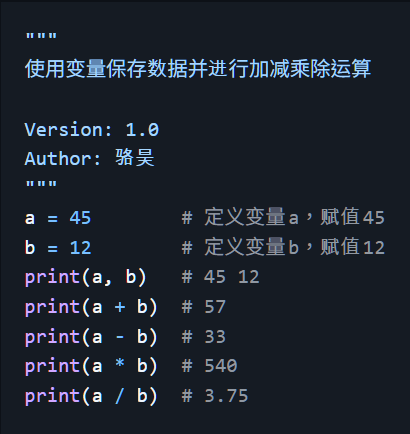 """
使用变量保存数据并进行加减乘除运算

Version: 1.0
Author: 骆昊
"""
a = 45         # 定义变量a，赋值45
b = 12         # 定义变量b，赋值12
print(a, b)    # 45 12
print(a + b)   # 57
print(a - b)   # 33
print(a * b)   # 540
print(a / b)   # 3.75